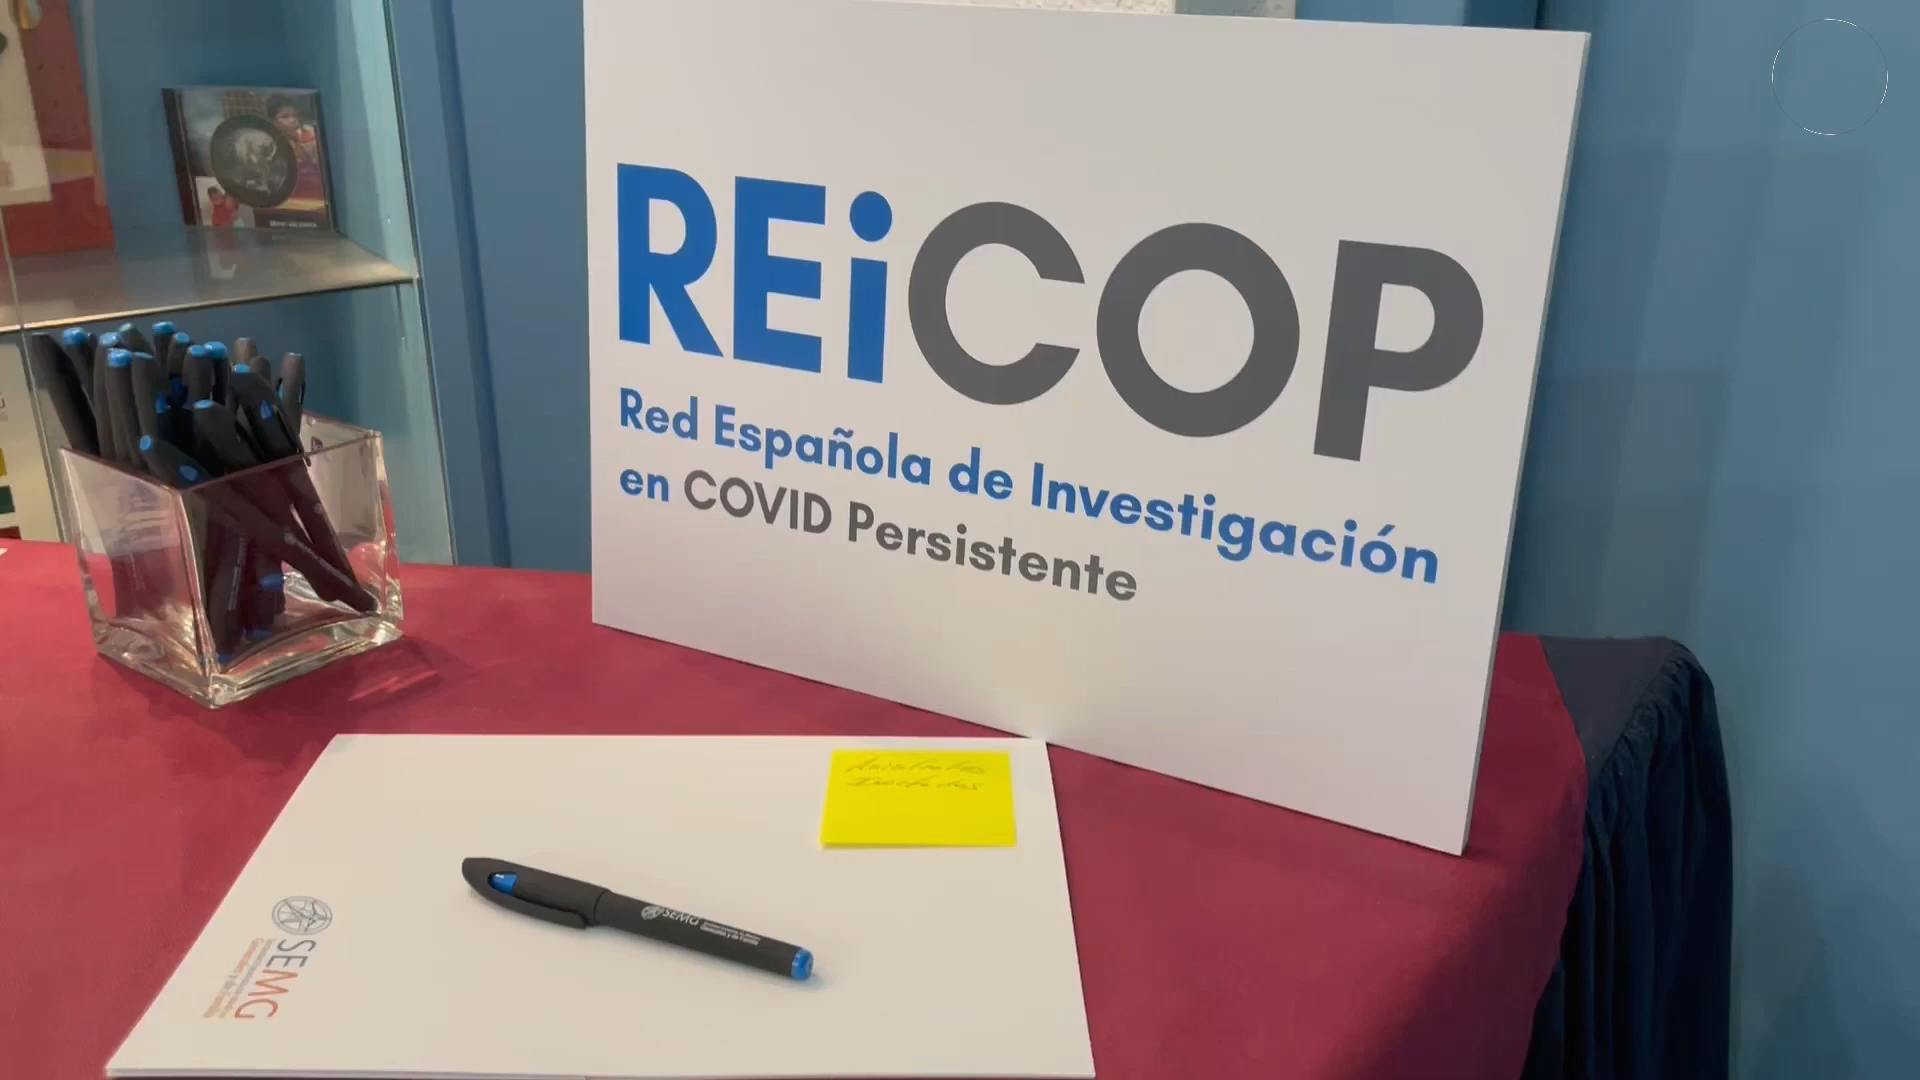 REiCOP
Red Española de Investigación
en COVID Persistente
SEMG
SEMG